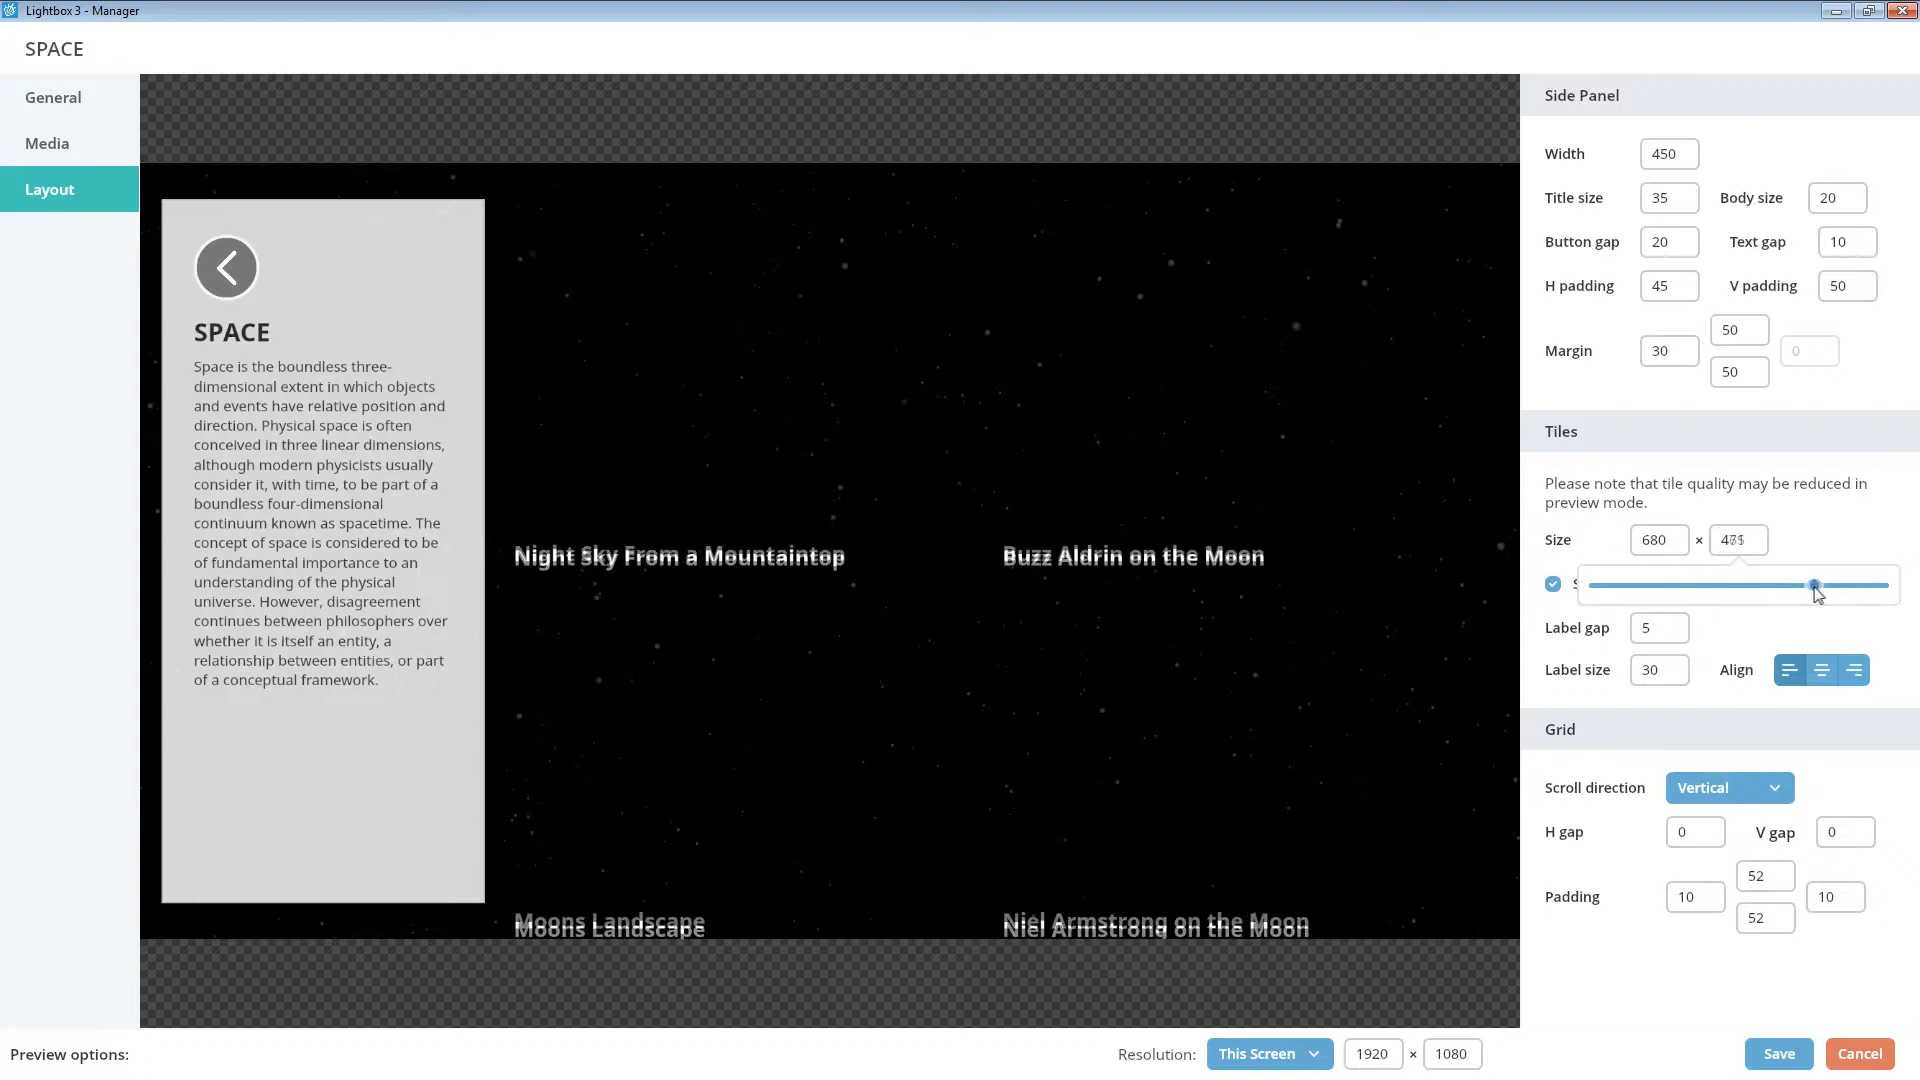 Lightbox 3 - Manager
SPACE
General
Media
Layout
SPACE
Space is the boundless three-
dimensional extent in which objects
and events have relative position and
direction. Physical space is often
conceived in three linear dimensions,
although modern physicists usually
consider it, with time, to be part of a
boundless four-dimensional
continuum known as spacetime. The
concept of space is considered to be
of fundamental importance to an
understanding of the physical
universe. However, disagreement
continues between philosophers over
whether it is itself an entity, a
relationship between entities, or part
of a conceptual framework.
Night Sky From a Mountaintop
Buzz Aldrin on the Moon
Moons Landscape
Niel Armstrong on the Moon
Side Panel
Width 450
Title size 35 Body size 20
Button gap 20 Text gap 10
H padding 45 V padding 50
50
Margin 30 0
50
Tiles
Please note that tile quality may be reduced in
preview mode.
Size 680 ×
Label gap 5
Label size 30 Align
Grid
Scroll direction Vertical
H gap 0 V gap 0
52
Padding 10 10
52
Preview options:
Resolution: This Screen 1920 × 1080
Save Cancel